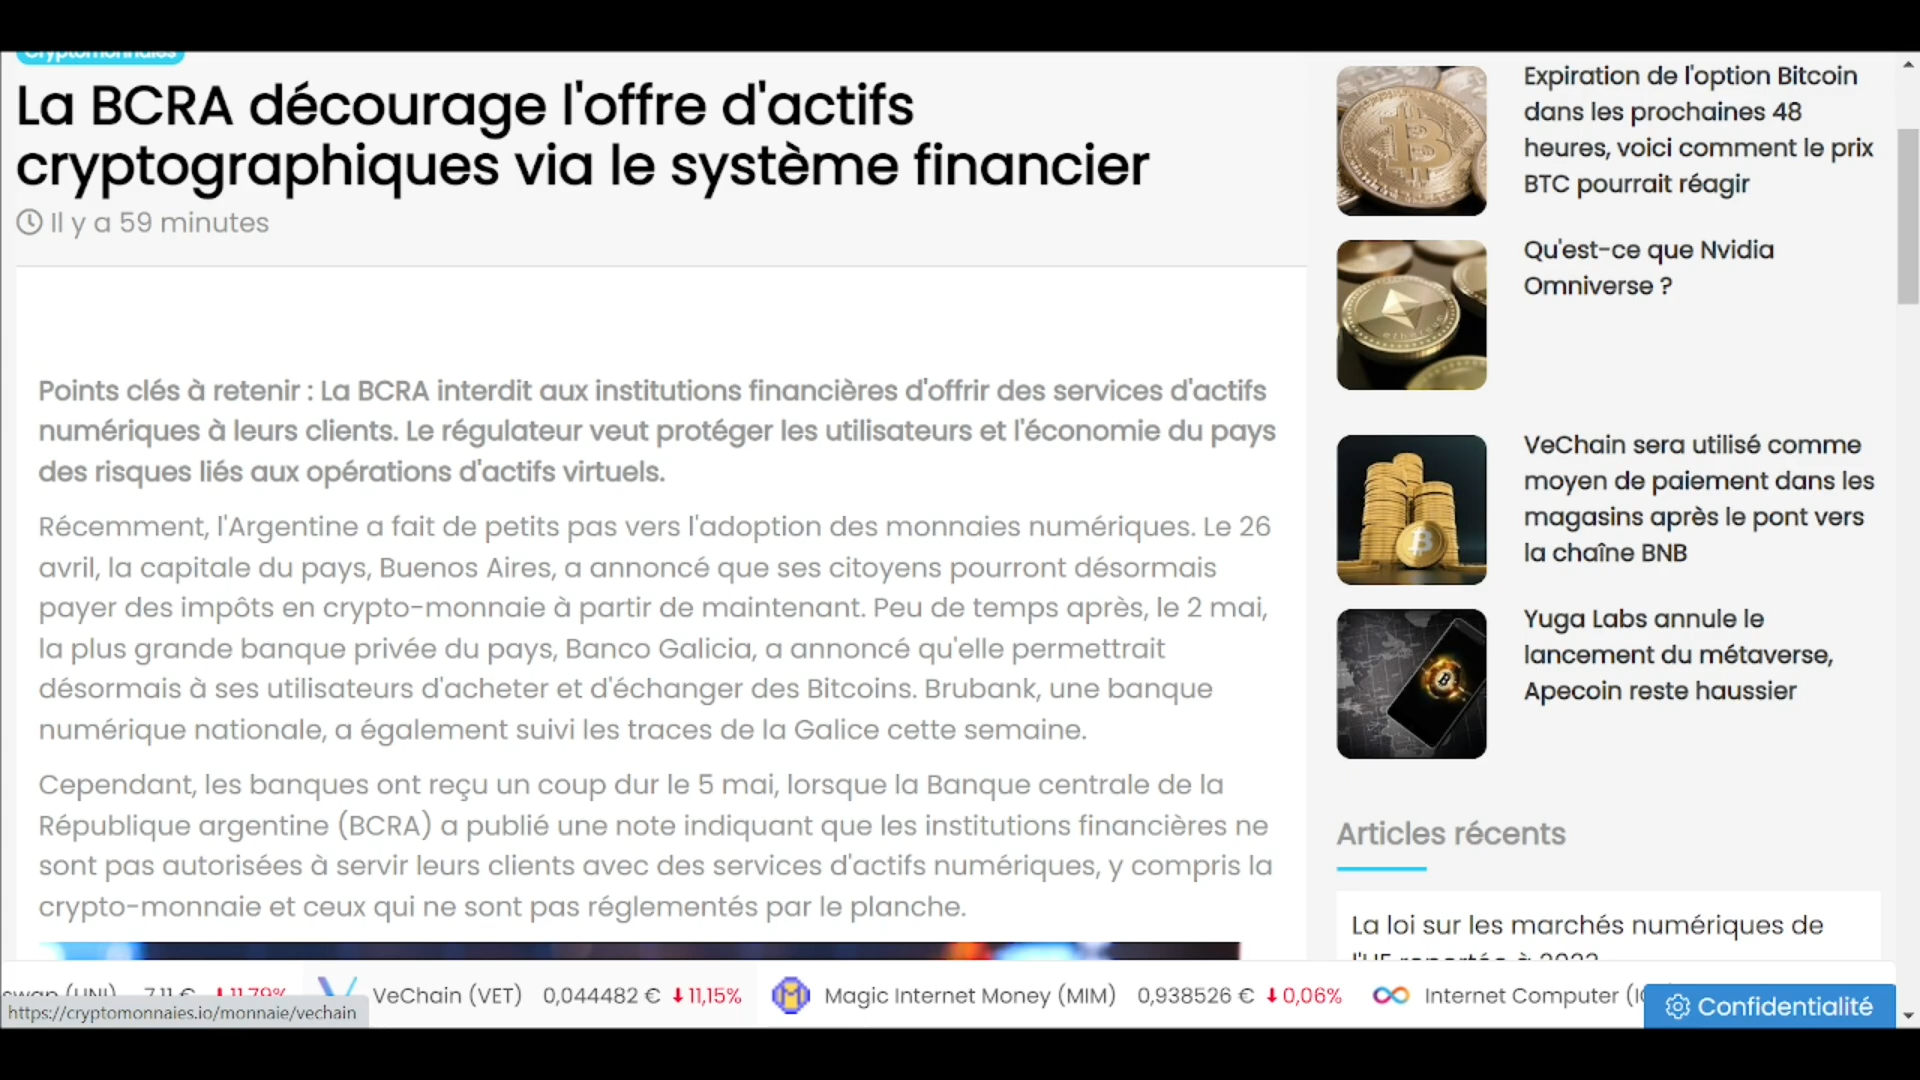 Cryptomonnaies
La BCRA décourage l'offre d'actifs
cryptographiques via le système financier
Il y a 59 minutes
Points clés à retenir : La BCRA interdit aux institutions financières d'offrir des services d'actifs
numériques à leurs clients. Le régulateur veut protéger les utilisateurs et l'économie du pays
des risques liés aux opérations d'actifs virtuels.
Récemment, l'Argentine a fait de petits pas vers l'adoption des monnaies numériques. Le 26
avril, la capitale du pays, Buenos Aires, a annoncé que ses citoyens pourront désormais
payer des impôts en crypto-monnaie à partir de maintenant. Peu de temps après, le 2 mai,
la plus grande banque privée du pays, Banco Galicia, a annoncé qu'elle permettrait
désormais à ses utilisateurs d'acheter et d'échanger des Bitcoins. Brubank, une banque
numérique nationale, a également suivi les traces de la Galice cette semaine.
Cependant, les banques ont reçu un coup dur le 5 mai, lorsque la Banque centrale de la
République argentine (BCRA) a publié une note indiquant que les institutions financières ne
sont pas autorisées à servir leurs clients avec des services d'actifs numériques, y compris la
crypto-monnaie et ceux qui ne sont pas réglementés par le planche.
Expiration de l'option Bitcoin
dans les prochaines 48
heures, voici comment le prix
BTC pourrait réagir
Qu'est-ce que Nvidia
Omniverse ?
VeChain sera utilisé comme
moyen de paiement dans les
magasins après le pont vers
la chaîne BNB
Yuga Labs annule le
lancement du métaverse,
Apecoin reste haussier
Articles récents
La loi sur les marchés numériques de
l'UE reportée à 2023
swap (UNI) 7,11 € 11,79% VeChain (VET) 0,044482 € 11,15% Magic Internet Money (MIM) 0,938526 € 0,06% Internet Computer
https://cryptomonnaies.io/monnaie/vechain
Confidentialité